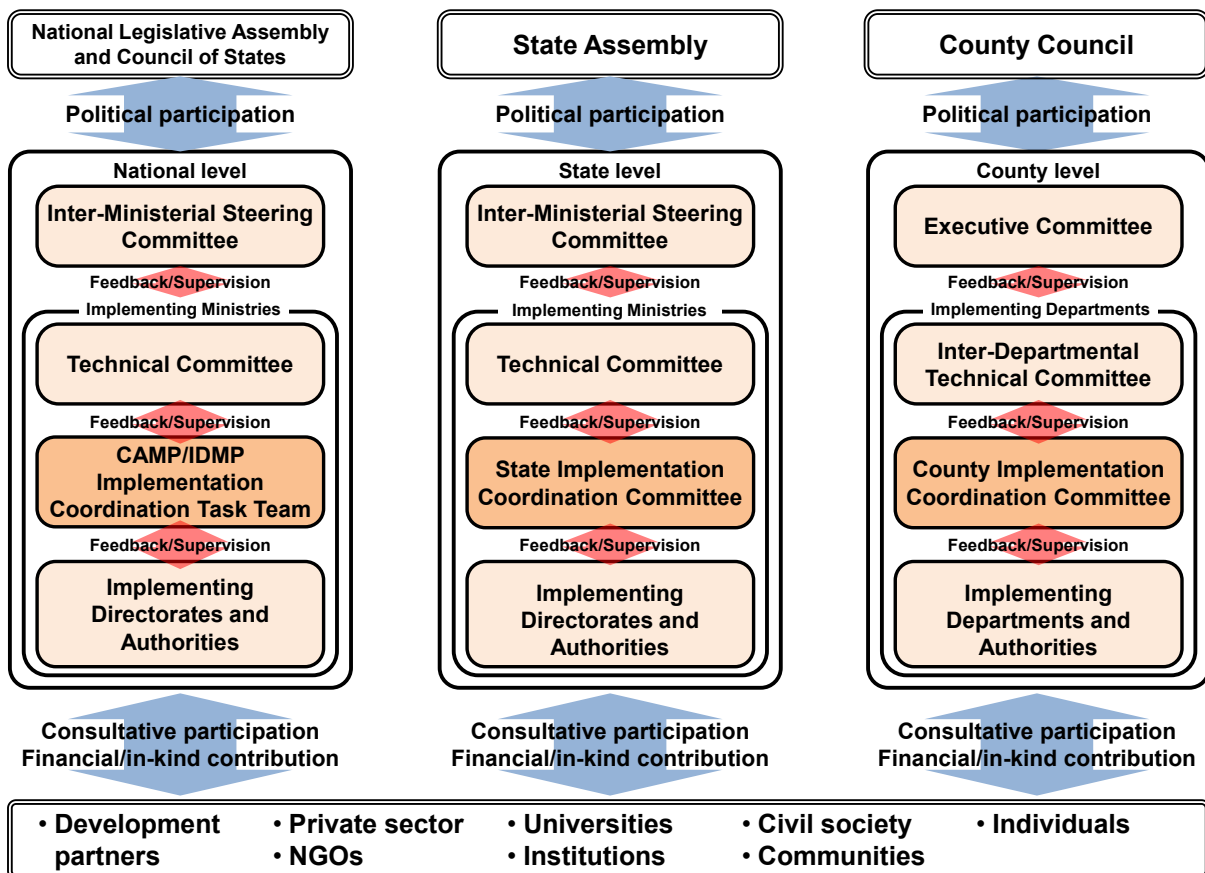 National Legislative Assembly
and Council of States
Political participation
National level
Inter-Ministerial Steering
Committee
Feedback/Supervision
Implementing Ministries
Technical Committee
Feedback/Supervision
CAMP/IDMP
Implementation
Coordination Task Team
Feedback/Supervision
Implementing
Directorates and
Authorities
Consultative participation
Financial/in-kind contribution
State Assembly
Political participation
State level
Inter-Ministerial Steering
Committee
Feedback/Supervision
Implementing Ministries
Technical Committee
Feedback/Supervision
State Implementation
Coordination Committee
Feedback/Supervision
Implementing
Directorates and
Authorities
Consultative participation
Financial/in-kind contribution
County Council
Political participation
County level
Executive Committee
Feedback/Supervision
Implementing Departments
Inter-Departmental
Technical Committee
Feedback/Supervision
County Implementation
Coordination Committee
Feedback/Supervision
Implementing
Departments and
Authorities
Consultative participation
Financial/in-kind contribution
• Development
partners
• Private sector
• NGOs
• Universities
• Institutions
• Civil society
• Communities
• Individuals